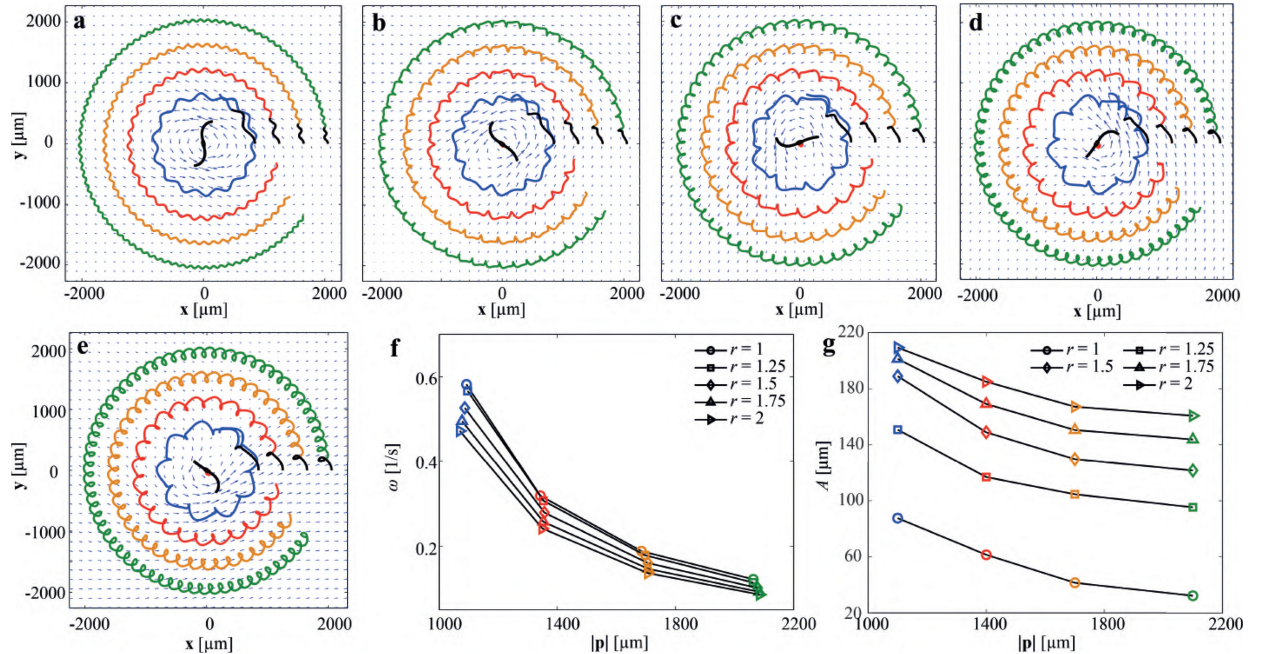 a
b
c
d
2000
1000
0
-1000
-2000
y [µm]
-2000
0
2000
x [µm]
-2000
0
2000
x [µm]
-2000
0
2000
x [µm]
-2000
0
2000
x [µm]
e
2000
1000
0
-1000
-2000
y [µm]
-2000
0
2000
x [µm]
f
r = 1
r = 1.25
r = 1.5
r = 1.75
r = 2
0.6
0.4
0.2
ω [1/s]
1000
1400
1800
2200
|p| [µm]
g
r = 1
r = 1.25
r = 1.5
r = 1.75
r = 2
220
180
140
100
60
20
A [µm]
1000
1400
1800
2200
|p| [µm]